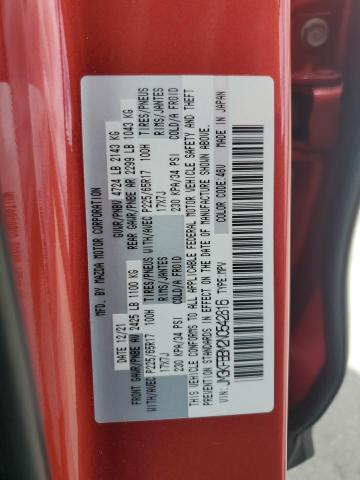 MFD. BY MAZDA MOTOR CORPORATION
DATE 12/21 GVWR/PNBV 4724 LB 2143 KG
FRONT GAWR/PNBE AV 2425 LB 1100 KG REAR GAWR/PNBE AR 2299 LB 1043 KG
WITH/AVEC P225/65R17 100H TIRES/PNEUS WITH/AVEC P225/65R17 100H TIRES/PNEUS
17X7J RIMS/JANTES 17X7J RIMS/JANTES
230 KPA/34 PSI COLD/A FROID 230 KPA/34 PSI COLD/A FROID
THIS VEHICLE CONFORMS TO ALL APPLICABLE FEDERAL MOTOR VEHICLE SAFETY AND THEFT
PREVENTION STANDARDS IN EFFECT ON THE DATE OF MANUFACTURE SHOWN ABOVE.
TYPE:MPV COLOR CODE:46V MADE IN JAPAN
VIN: